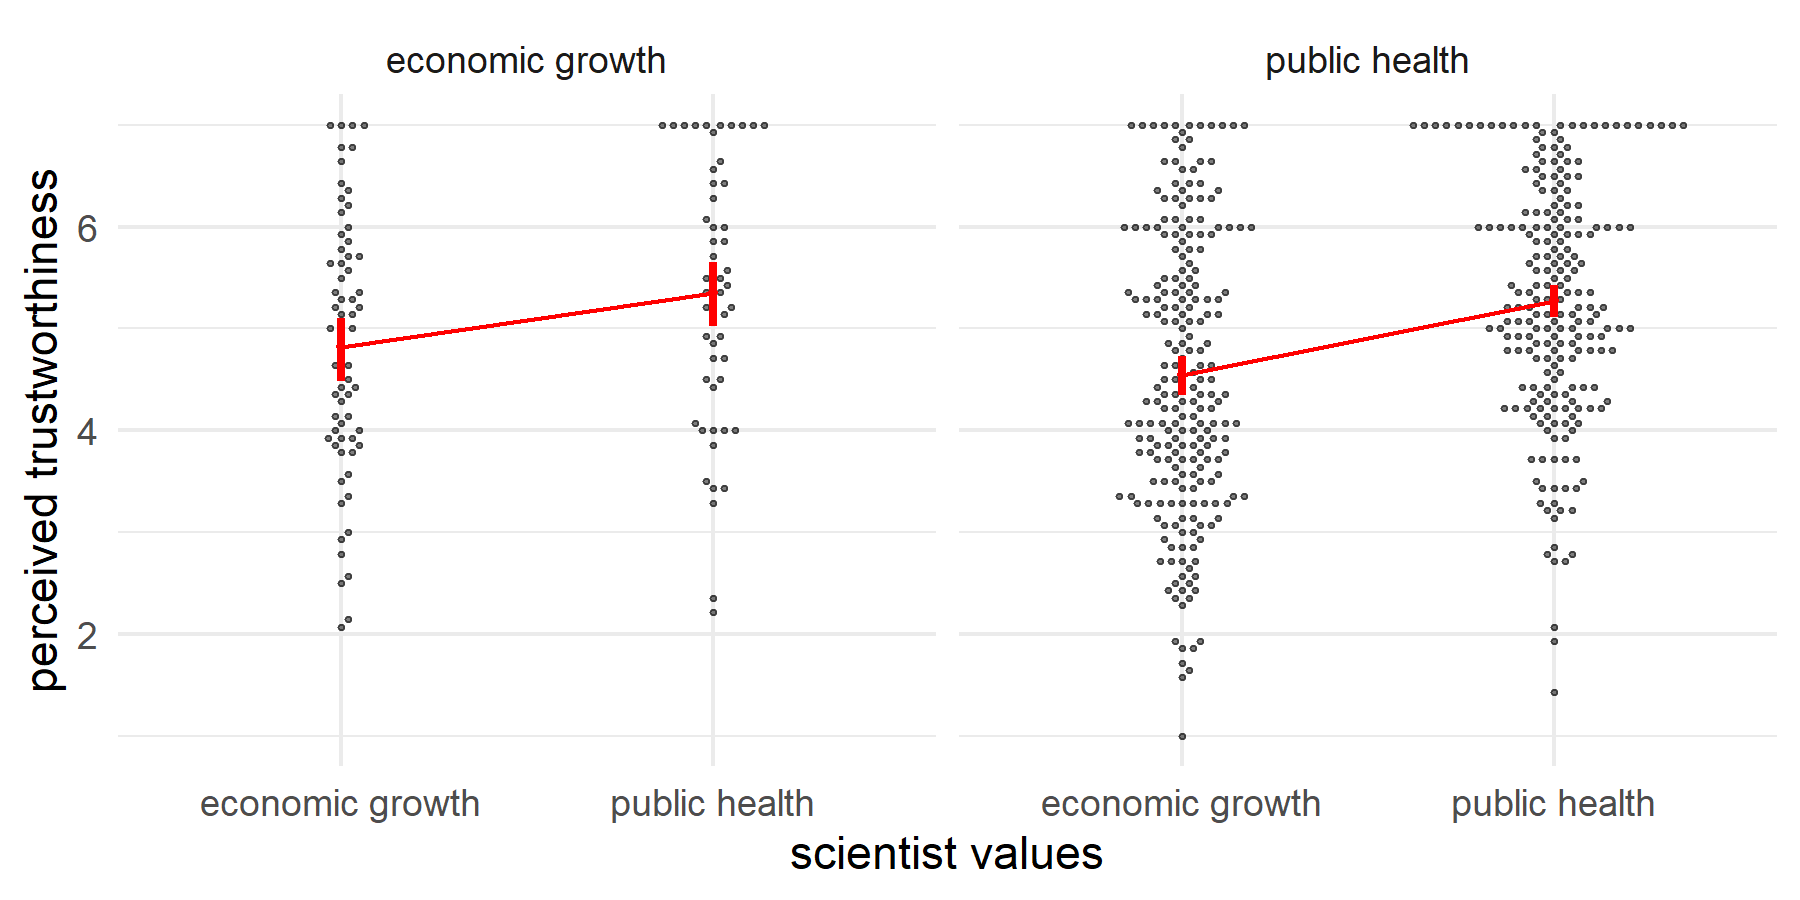 economic growth
public health
perceived trustworthiness
6
4
2
economic growth
public health
economic growth
public health
scientist values